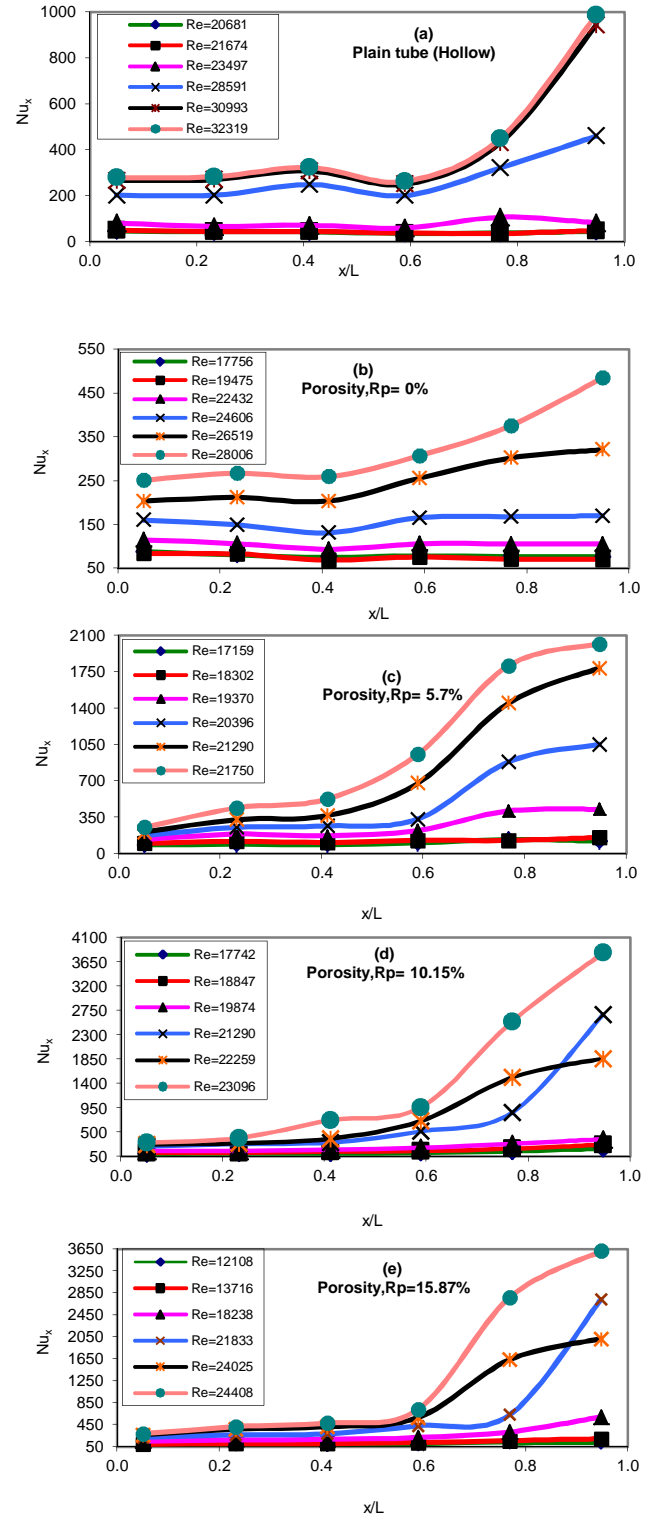 (a)
Plain tube (Hollow)
Re=20681
Re=21674
Re=23497
Re=28591
Re=30993
Re=32319
1000
800
600
400
200
0
Nux
0.0 0.2 0.4 0.6 0.8 1.0
x/L
(b)
Porosity,Rp= 0%
Re=17756
Re=19475
Re=22432
Re=24606
Re=26519
Re=28006
550
450
350
250
150
50
Nux
0.0 0.2 0.4 0.6 0.8 1.0
x/L
(c)
Porosity,Rp= 5.7%
Re=17159
Re=18302
Re=19370
Re=20396
Re=21290
Re=21750
2100
1750
1400
1050
700
350
0
Nux
0.0 0.2 0.4 0.6 0.8 1.0
x/L
(d)
Porosity,Rp= 10.15%
Re=17742
Re=18847
Re=19874
Re=21290
Re=22259
Re=23096
4100
3650
3200
2750
2300
1850
1400
950
500
50
Nux
0.0 0.2 0.4 0.6 0.8 1.0
x/L
(e)
Porosity,Rp=15.87%
Re=12108
Re=13716
Re=18238
Re=21833
Re=24025
Re=24408
3650
3250
2850
2450
2050
1650
1250
850
450
50
Nux
0.0 0.2 0.4 0.6 0.8 1.0
x/L